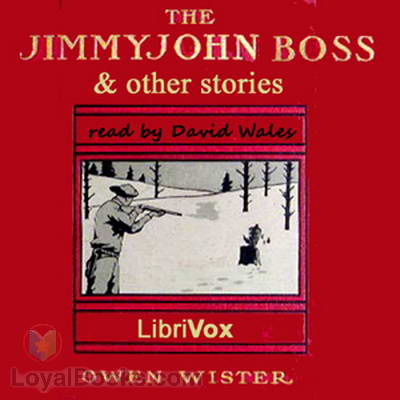 THE
JIMMYJOHN BOSS
& other stories
read by David Wales
LibriVox
OWEN WISTER
LoyalBooks.com